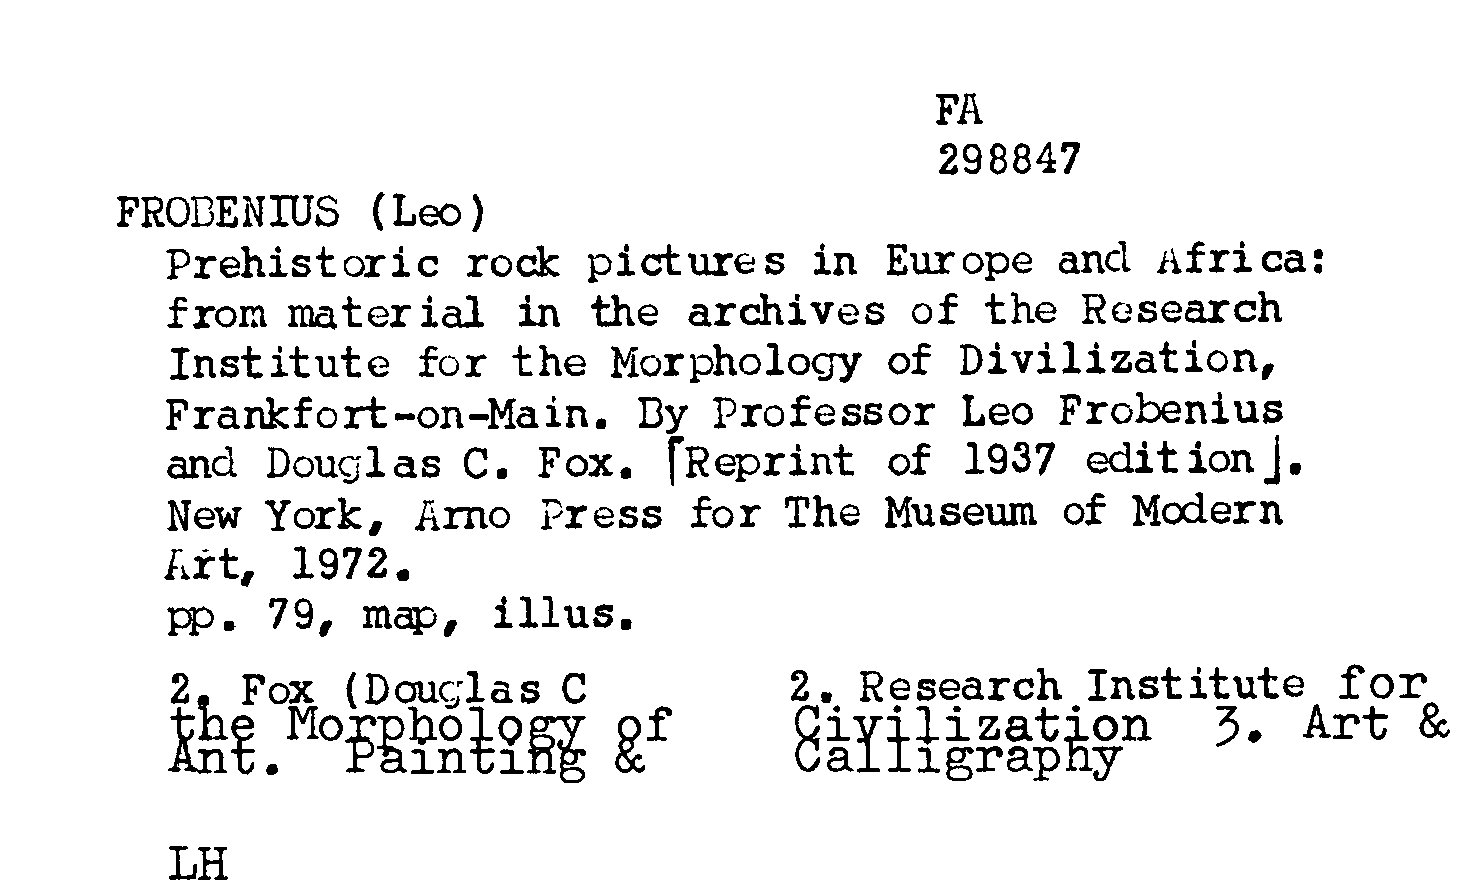 FA
298847
FROBENIUS (Leo)
Prehistoric rock pictures in Europe and Africa:
from material in the archives of the Research
Institute for the Morphology of Divilization,
Frankfort-on-Main. By Professor Leo Frobenius
and Douglas C. Fox. ⌈Reprint of 1937 edition⌋.
New York, Arno Press for The Museum of Modern
Art, 1972.
pp. 79, map, illus.
2. Fox (Douglas C 2. Research Institute for
the Morphology of Civilization 3. Art &
Ant. Painting & Calligraphy
LH